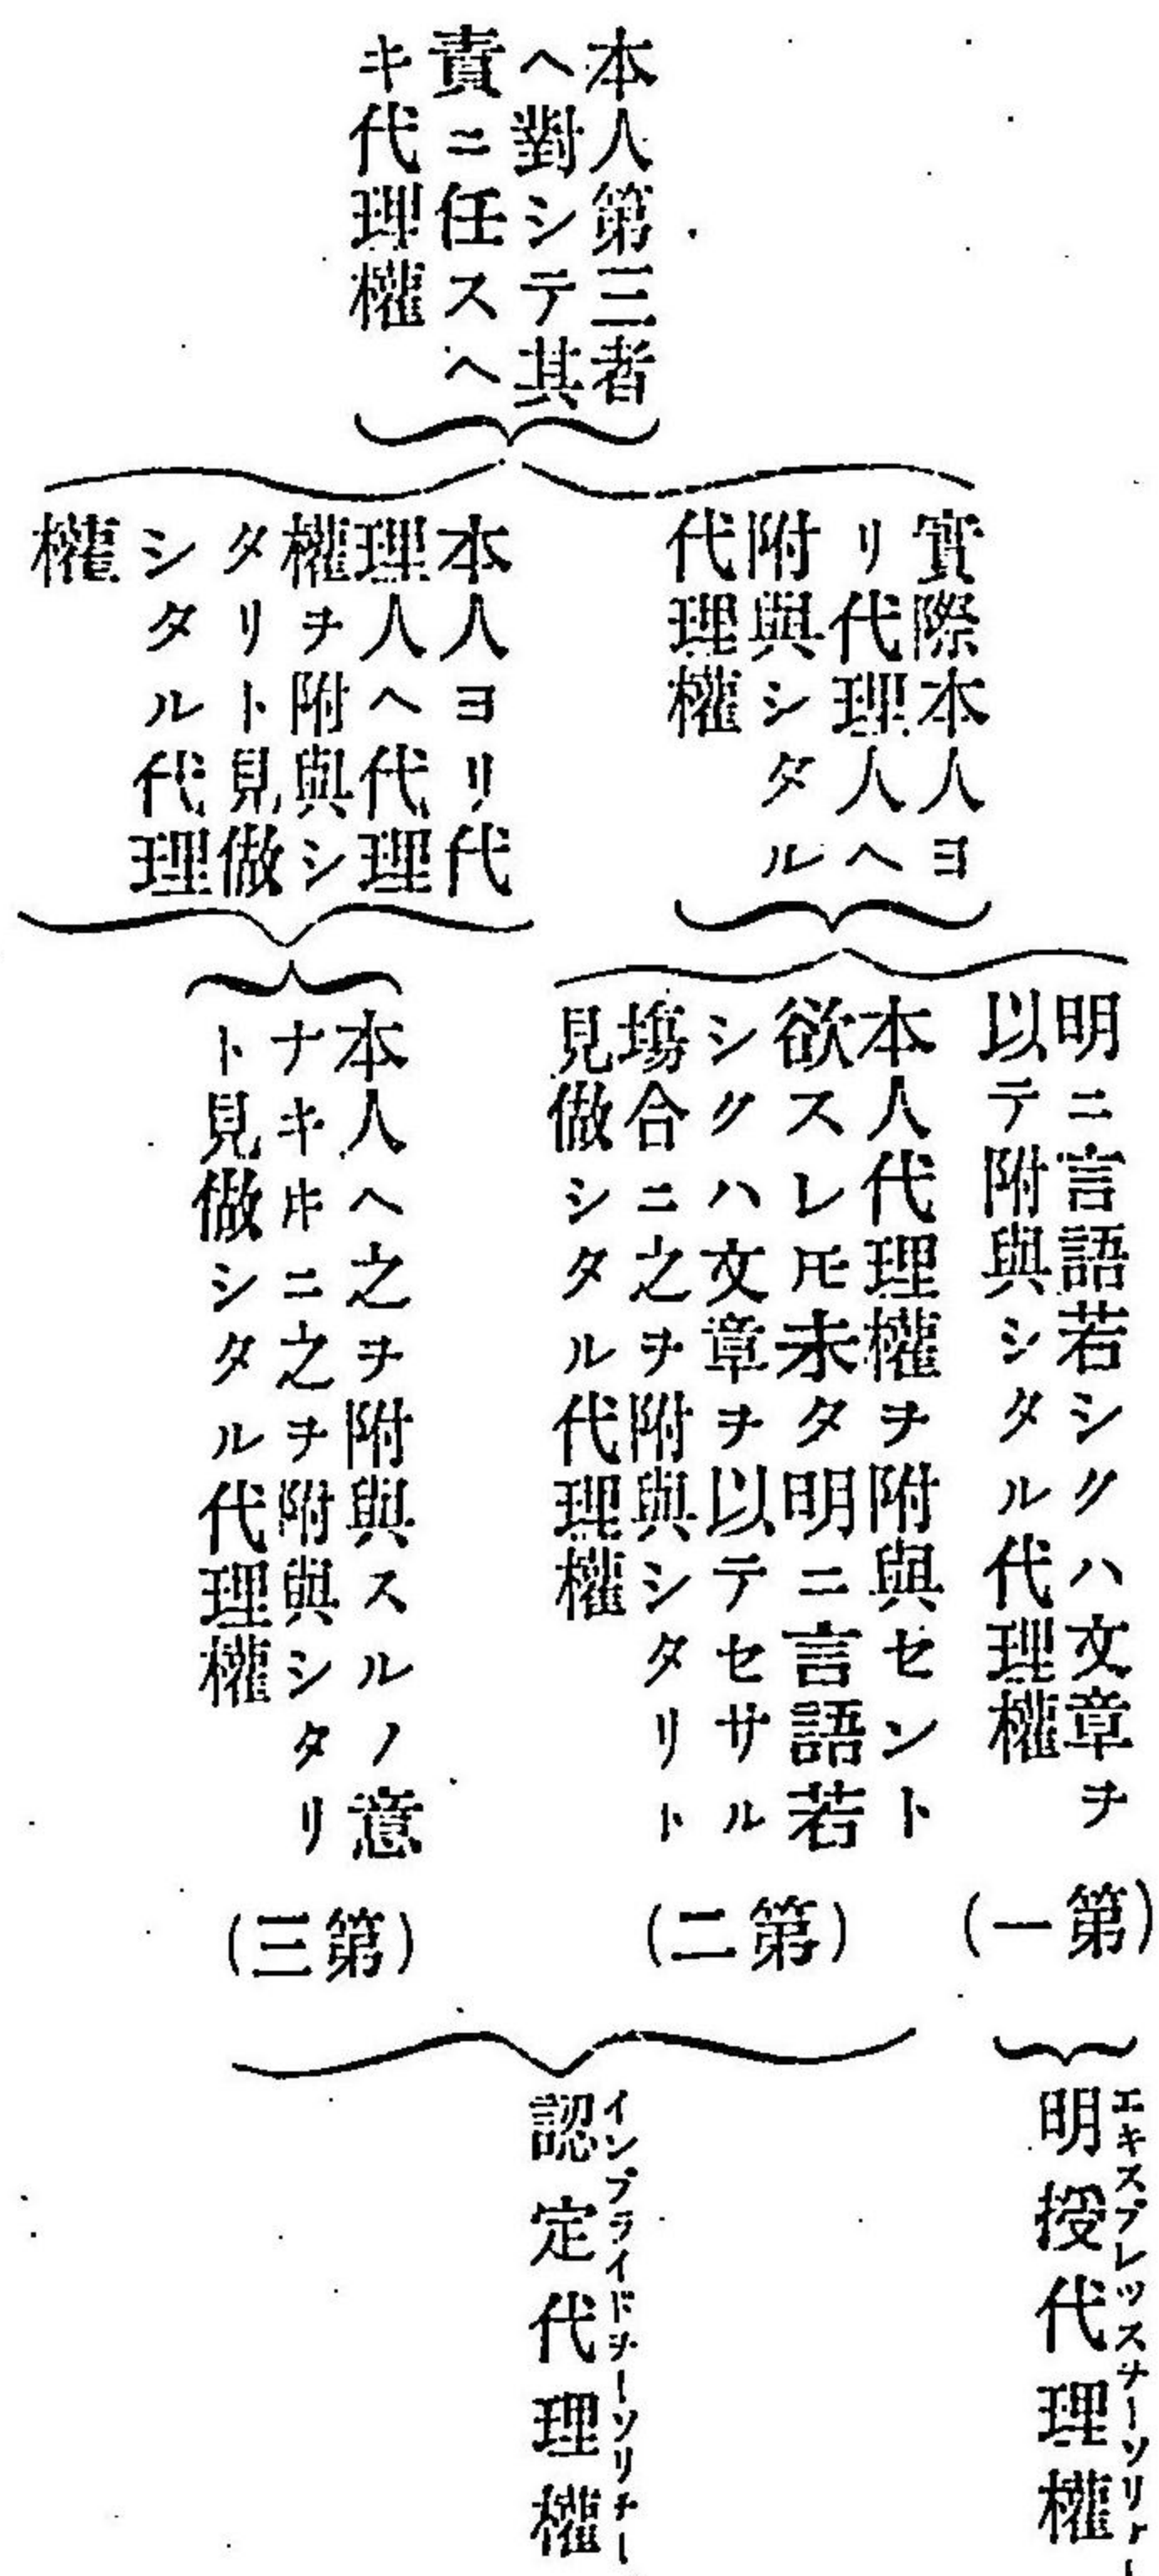 本人第三者
ヘ對シテ其
責ニ任スヘ
キ代理權
實際本人ヨ
リ代理人ヘ
附與シタル
代理權
本人ヨリ代
理人ヘ代理
權ヲ附與シ
タリト見做
シタル代理
權
明ニ言語若シクハ文章ヲ
以テ附與シタル代理權
(第一)
本人代理權ヲ附與セント
欲スレ𪜈未タ明ニ言語若
シクハ文章ヲ以テセサル
塲合ニ之ヲ附與シタリト
見做シタル代理權
(第二)
本人ヘ之ヲ附與スルノ意
ナキ𪜈ニ之ヲ附與シタリ
ト見做シタル代理權
(第三)
エキスプレッスオーソリチー
明授代理權
インプライドオーソリチー
認定代理權